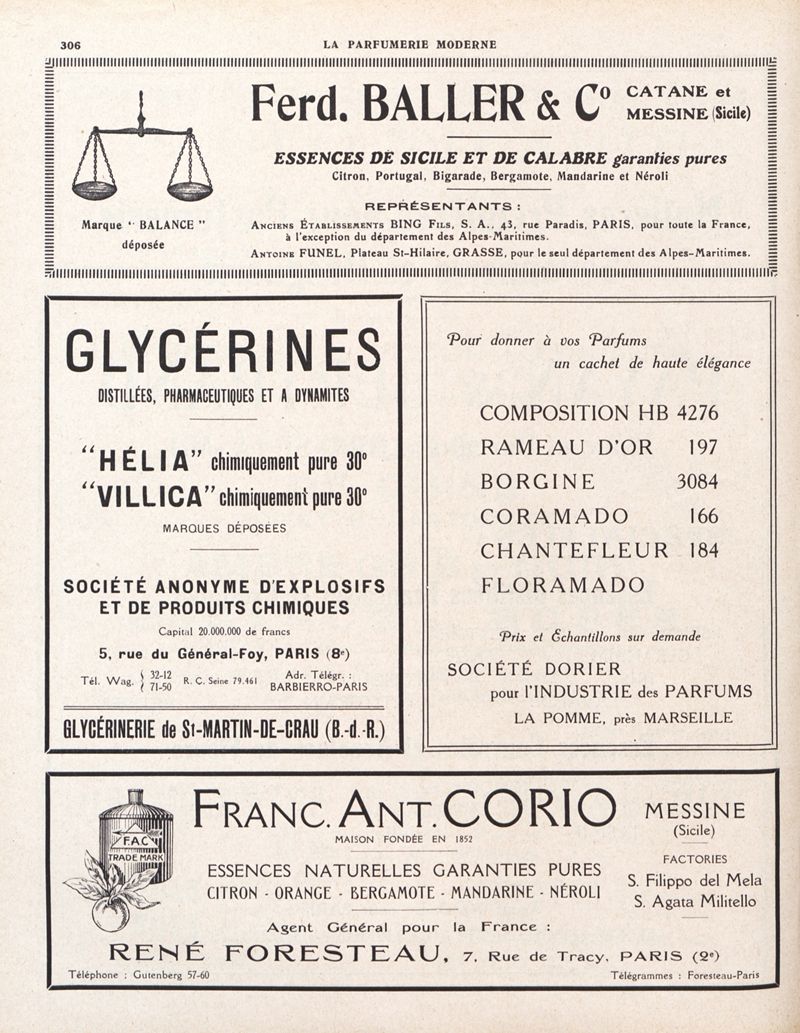 306
LA PARFUMERIE MODERNE
Ferd. BALLER & Cº CATANE et
MESSINE (Sicile)
ESSENCES DE SICILE ET DE CALABRE garanties pures
Citron, Portugal, Bigarade, Bergamote, Mandarine et Néroli
REPRÉSENTANTS :
ANCIENS ÉTABLISSEMENTS BING FILS, S. A., 43, rue Paradis, PARIS, pour toute la France,
à l'exception du département des Alpes-Maritimes.
ANTOINE FUNEL, Plateau St-Hilaire, GRASSE, pour le seul département des Alpes-Maritimes.
Marque “ BALANCE ”
déposée
GLYCÉRINES
DISTILLÉES, PHARMACEUTIQUES ET A DYNAMITES
“HÉLIA” chimiquement pure 30º
“VILLICA” chimiquement pure 30º
MARQUES DÉPOSÉES
SOCIÉTÉ ANONYME D'EXPLOSIFS
ET DE PRODUITS CHIMIQUES
Capital 20.000.000 de francs
5, rue du Général-Foy, PARIS (8e)
Tél. Wag. { 32-12
71-50
R. C. Seine 79.461
Adr. Télégr. :
BARBIERRO-PARIS
GLYCÉRINERIE de St-MARTIN-DE-CRAU (B.-d.-R.)
Pour donner à vos Parfums
un cachet de haute élégance
COMPOSITION HB 4276
RAMEAU D'OR 197
BORGINE 3084
CORAMADO 166
CHANTEFLEUR 184
FLORAMADO
Prix et Échantillons sur demande
SOCIÉTÉ DORIER
pour l'INDUSTRIE des PARFUMS
LA POMME, près MARSEILLE
F.A.C
TRADE MARK
FRANC. ANT. CORIO
MAISON FONDÉE EN 1852
ESSENCES NATURELLES GARANTIES PURES
CITRON - ORANGE - BERGAMOTE - MANDARINE - NÉROLI
MESSINE
(Sicile)
FACTORIES
S. Filippo del Mela
S. Agata Militello
Agent Général pour la France :
RENÉ FORESTEAU, 7, Rue de Tracy, PARIS (2e)
Téléphone : Gutenberg 57-60
Télégrammes : Foresteau-Paris